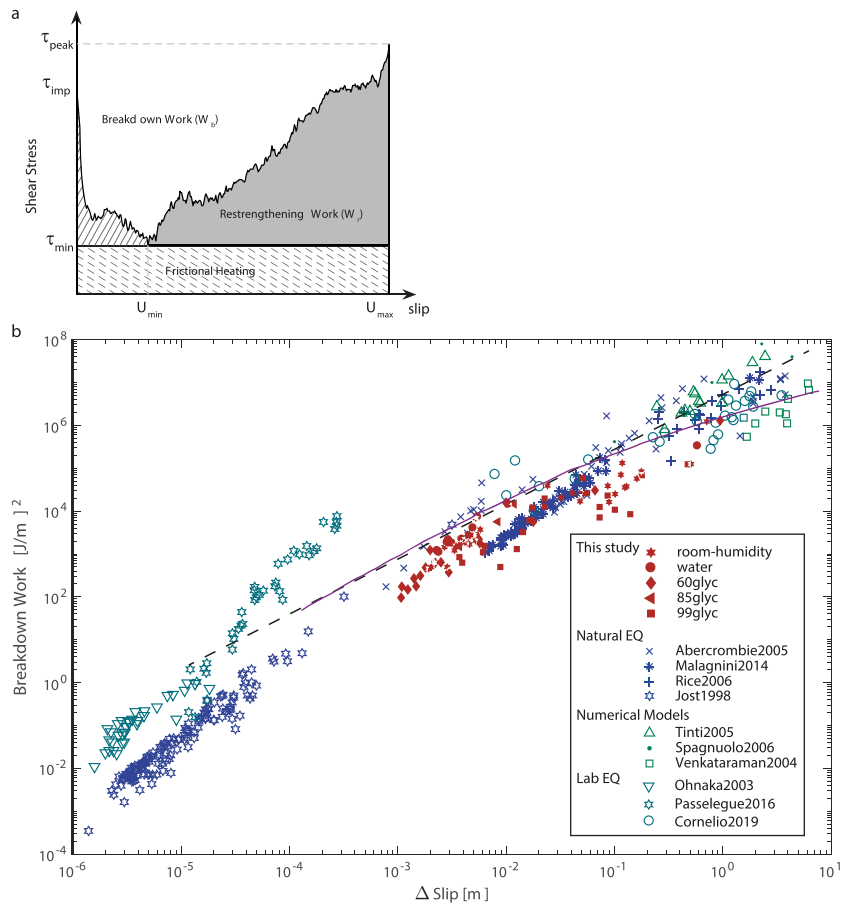 a
τpeak
τimp
Breakd own Work (W b)
Shear Stress
Restrengthening Work (W r)
τmin
Frictional Heating
Umin
Umax
slip
b
10^8
10^6
10^4
10^2
10^0
10^-2
10^-4
Breakdown Work [J/m ]^2
This study
room-humidity
water
60glyc
85glyc
99glyc
Natural EQ
Abercrombie2005
Malagnini2014
Rice2006
Jost1998
Numerical Models
Tinti2005
Spagnuolo2006
Venkataraman2004
Lab EQ
Ohnaka2003
Passelegue2016
Cornelio2019
10^-6 10^-5 10^-4 10^-3 10^-2 10^-1 10^0 10^1
Δ Slip [m]